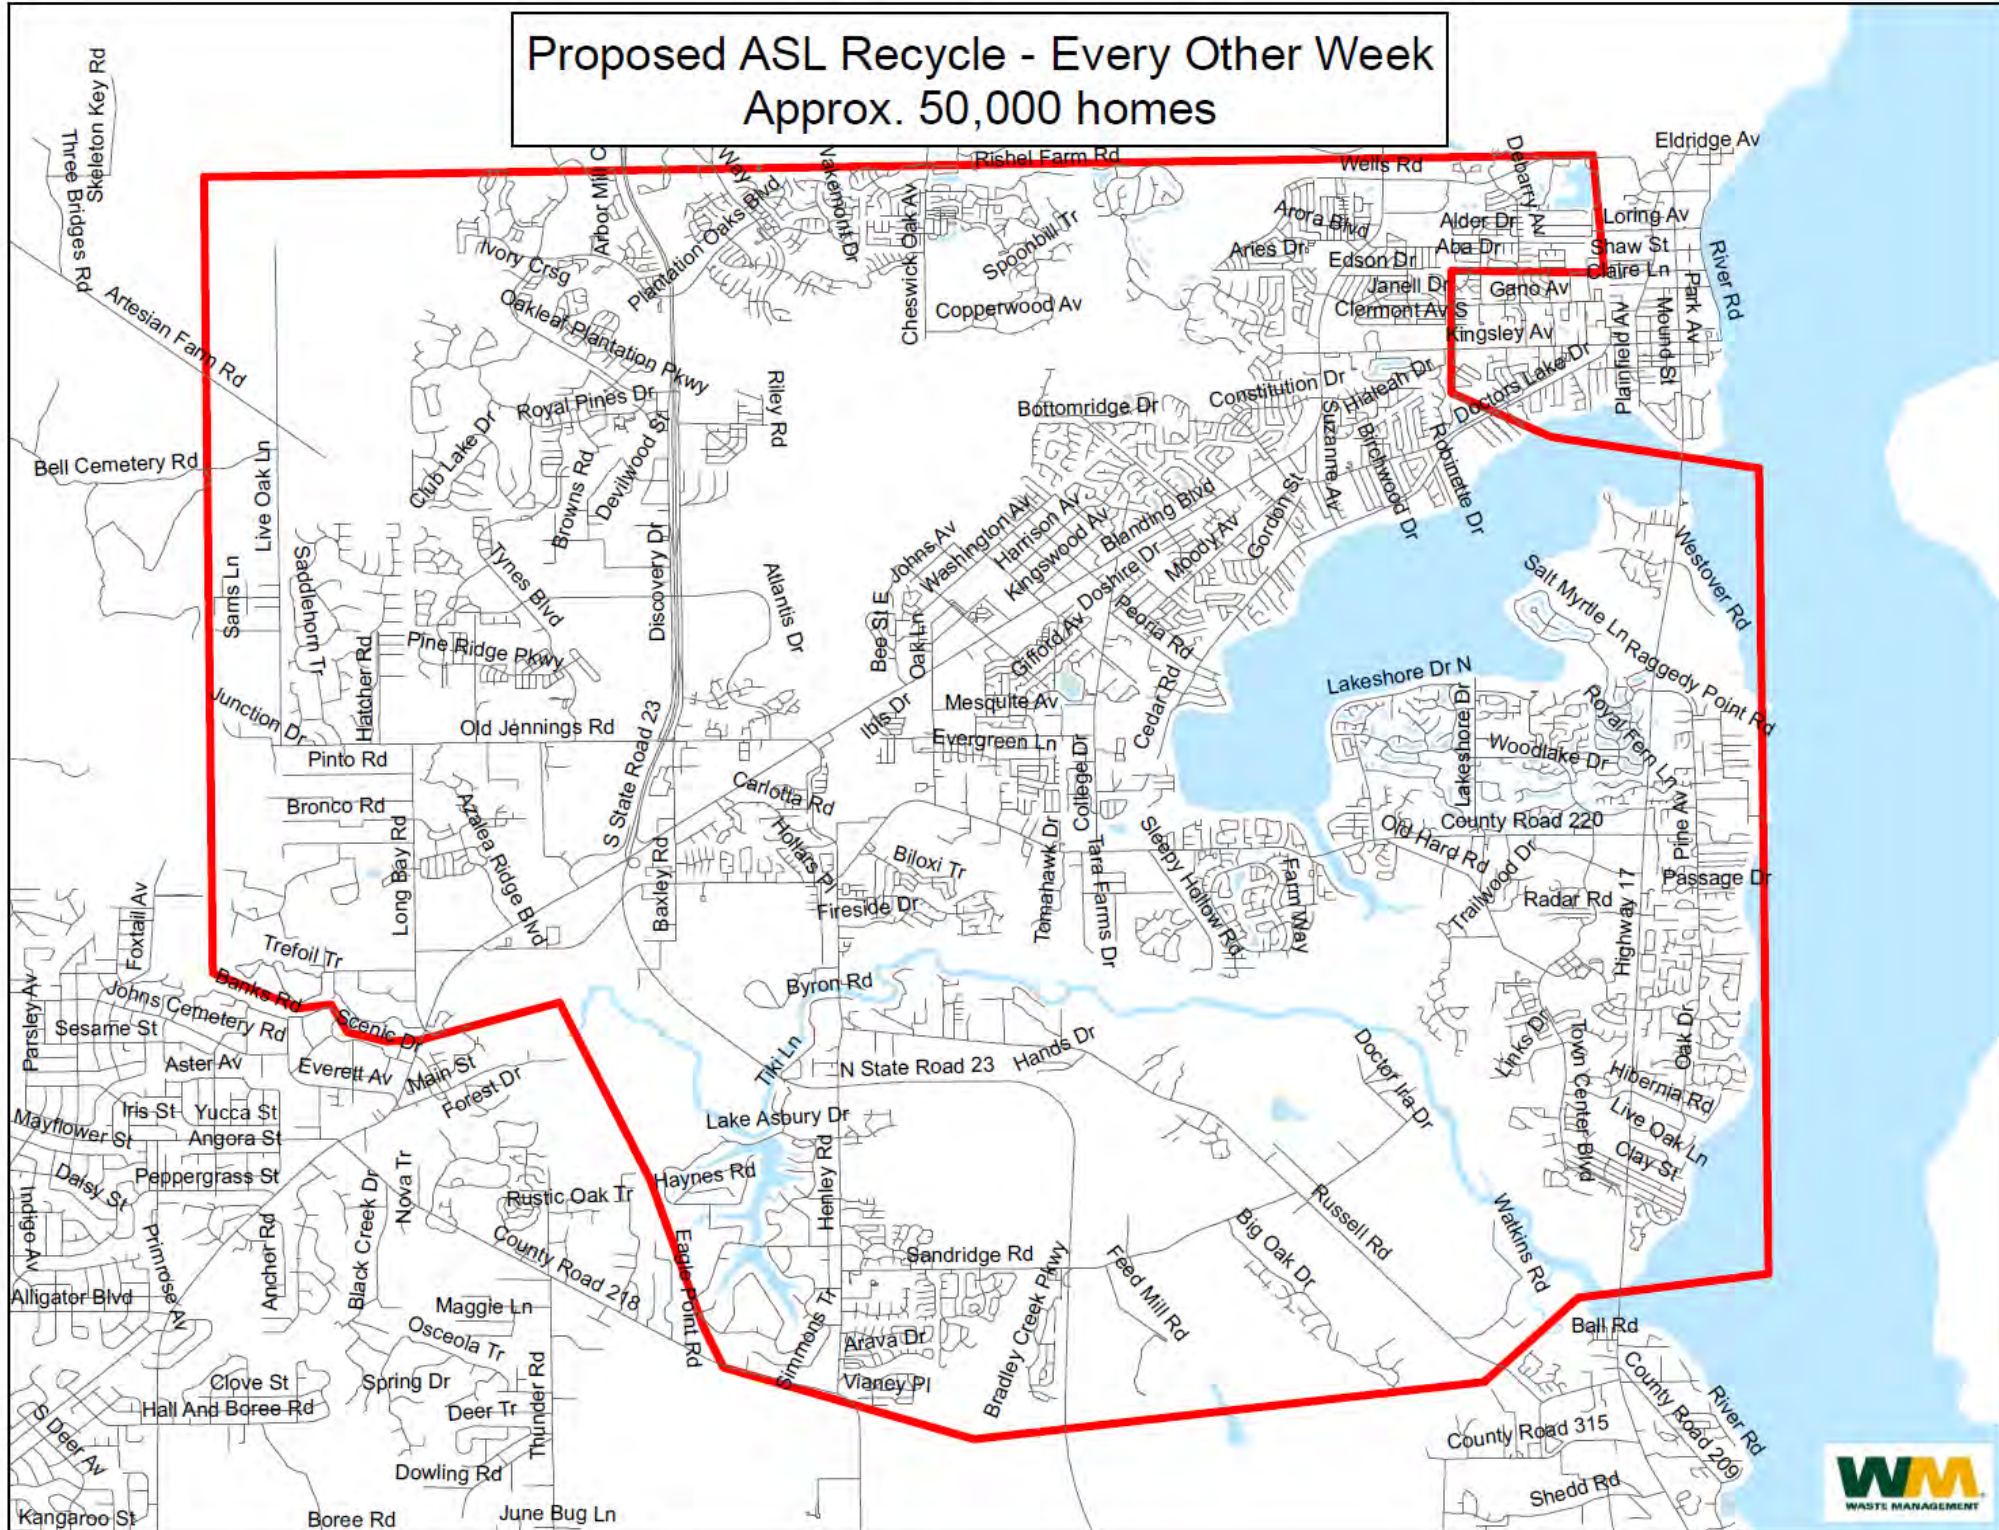 Proposed ASL Recycle - Every Other Week
Approx. 50,000 homes
Skeleton Key Rd
Three Bridges Rd
Artesian Farm Rd
Bell Cemetery Rd
Live Oak Ln
Sams Ln
Saddlehorn Tr
Junction Dr
Hatcher Rd
Pinto Rd
Bronco Rd
Long Bay Rd
Azalea Ridge Blvd
Foxtail Av
Trefoil Tr
Banks Rd
Scenic Dr
Johns Cemetery Rd
Parsley Av
Sesame St
Aster Av
Everett Av
Main St
Forest Dr
Iris St
Yucca St
Mayflower St
Angora St
Daisy St
Peppergrass St
Indigo Av
Primrose Av
Anchor Rd
Black Creek Dr
Nova Tr
Rustic Oak Tr
County Road 218
Alligator Blvd
Maggie Ln
Osceola Tr
Clove St
Spring Dr
Hall And Boree Rd
Deer Tr
Thunder Rd
S Deer Av
Dowling Rd
Kangaroo St
Boree Rd
June Bug Ln
Arbor Mill C
Way
Plantation Oaks Blvd
Wakemont Dr
Ivory Crsg
Oakleaf Plantation Pkwy
Royal Pines Dr
Club Lake Dr
Browns Rd
Devilwood St
Riley Rd
Tynes Blvd
Discovery Dr
Atlantis Dr
Pine Ridge Pkwy
Old Jennings Rd
S State Road 23
Baxley Rd
Carlotta Rd
Hollars Pl
Biloxi Tr
Fireside Dr
Rishel Farm Rd
Cheswick Oak Av
Spoonbill Tr
Copperwood Av
Wells Rd
Debarry Av
Eldridge Av
Arora Blvd
Alder Dr
Loring Av
Aries Dr
Edson Dr
Aba Dr
Shaw St
Claire Ln
River Rd
Janell Dr
Gano Av
Clermont Av S
Kingsley Av
Plainfield Av
Mound St
Park Av
Doctors Lake Dr
Hialeah Dr
Constitution Dr
Bottomridge Dr
Suzanne Av
Birchwood Dr
Robinette Dr
Blanding Blvd
Gordon St
Johns Av
Washington Av
Harrison Av
Kingswood Av
Doshire Dr
Moody Av
Bee St E
Oak Ln
Gifford Av
Peoria Rd
Ibis Dr
Mesquite Av
Evergreen Ln
Cedar Rd
College Dr
Tomahawk Dr
Tara Farms Dr
Sleepy Hollow Rd
Farm Way
Westover Rd
Salt Myrtle Ln
Raggedy Point Rd
Lakeshore Dr N
Lakeshore Dr
Royal Fern Ln
Woodlake Dr
County Road 220
Old Hard Rd
Pine Av
Trailwood Dr
Passage Dr
Radar Rd
Highway 17
Byron Rd
Tiki Ln
N State Road 23
Hands Dr
Doctor Ira Dr
Links Dr
Town Center Blvd
Oak Dr
Hibernia Rd
Live Oak Ln
Clay St
Lake Asbury Dr
Haynes Rd
Henley Rd
Eagle Point Rd
Sandridge Rd
Russell Rd
Big Oak Dr
Watkins Rd
Feed Mill Rd
Bradley Creek Pkwy
Simmons Tr
Arava Dr
Vianey Pl
Ball Rd
County Road 209
River Rd
County Road 315
Shedd Rd
WM
WASTE MANAGEMENT